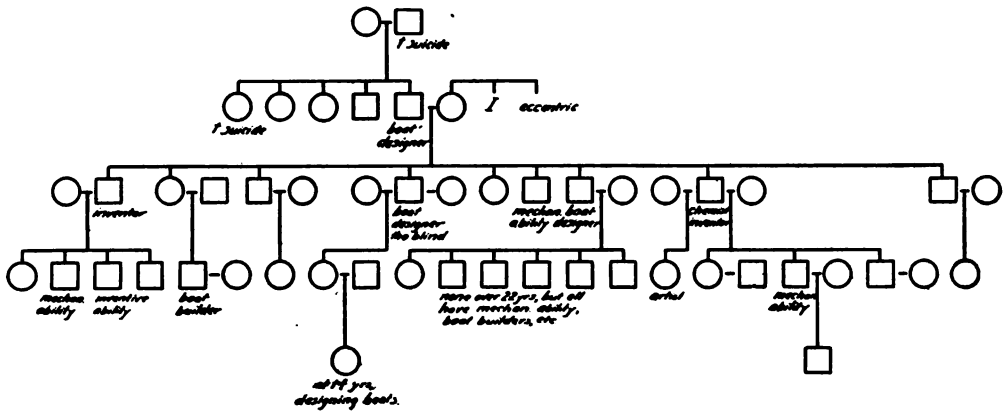 † suicide
I eccentric
† suicide
boat
designer
inventor
boat
designer
the blind
mechan. boat
ability designer
chemist
inventor
mechan.
ability
inventive
ability
boat
builder
none over 22 yrs, but all
have mechan. ability,
boat builders, etc
artist
mechan.
ability
at 14 yrs,
designing boats.